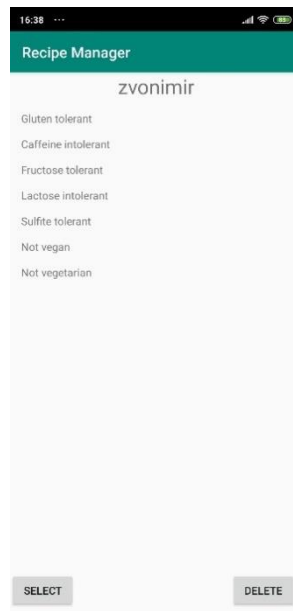 16:38 ...
85
Recipe Manager
zvonimir
Gluten tolerant
Caffeine intolerant
Fructose tolerant
Lactose intolerant
Sulfite tolerant
Not vegan
Not vegetarian
SELECT DELETE